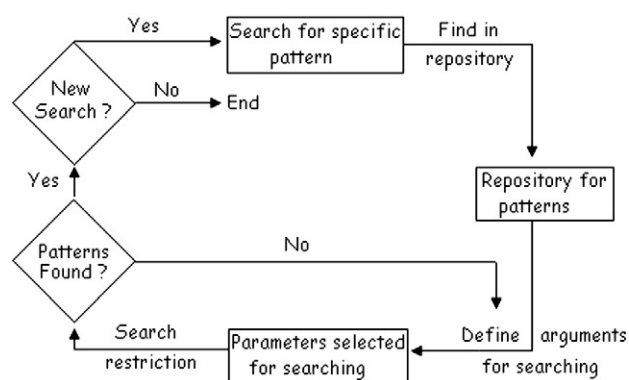 Yes
Search for specific
pattern
Find in
repository
New
Search ?
No
End
Yes
Repository for
patterns
Patterns
Found ?
No
Search
restriction
Parameters selected
for searching
Define arguments
for searching